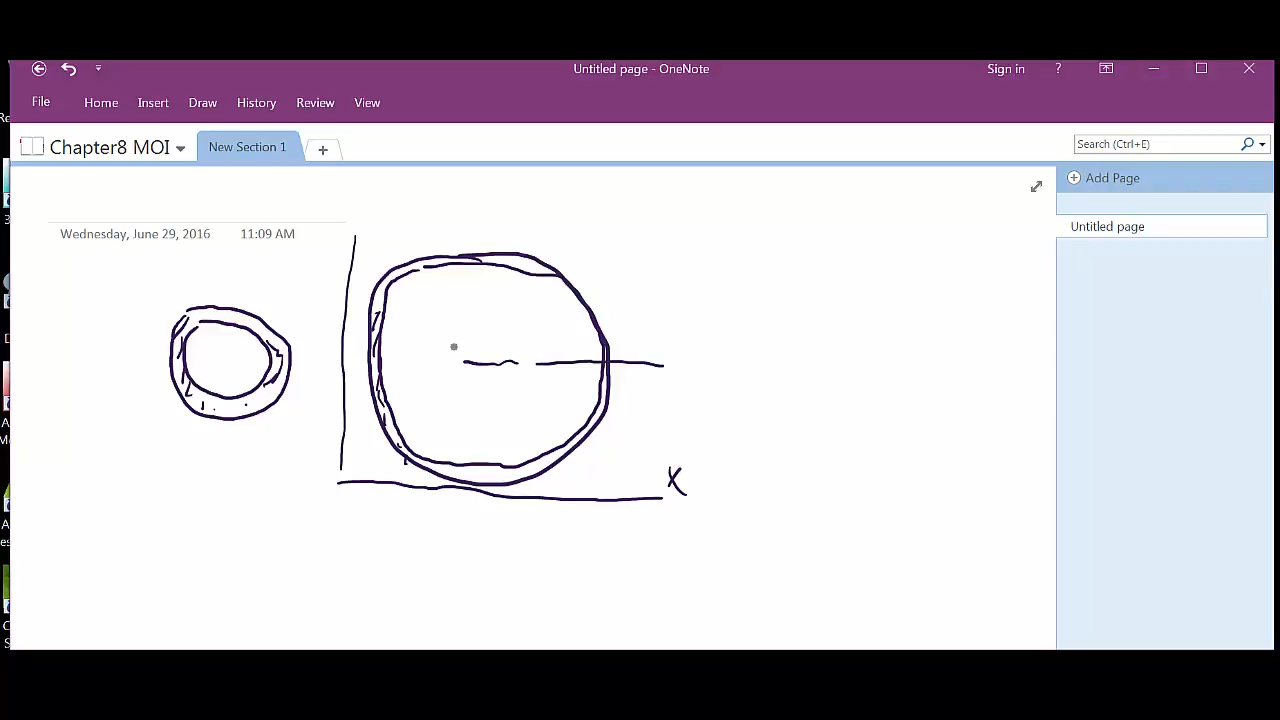 Untitled page - OneNote
Sign in
?
File
Home
Insert
Draw
History
Review
View
Chapter8 MOI
New Section 1
+
Search (Ctrl+E)
Add Page
Untitled page
Wednesday, June 29, 2016
11:09 AM
X